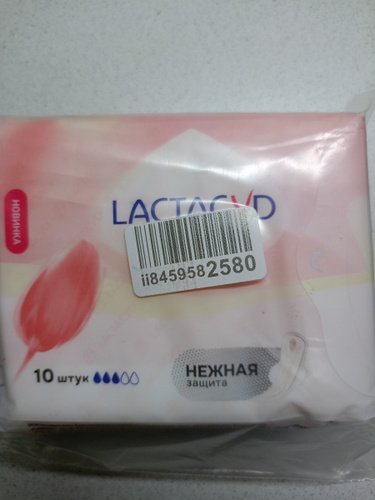 НОВИНКА
LACTACYD
ii8459582580
10 штук
НЕЖНАЯ
защита